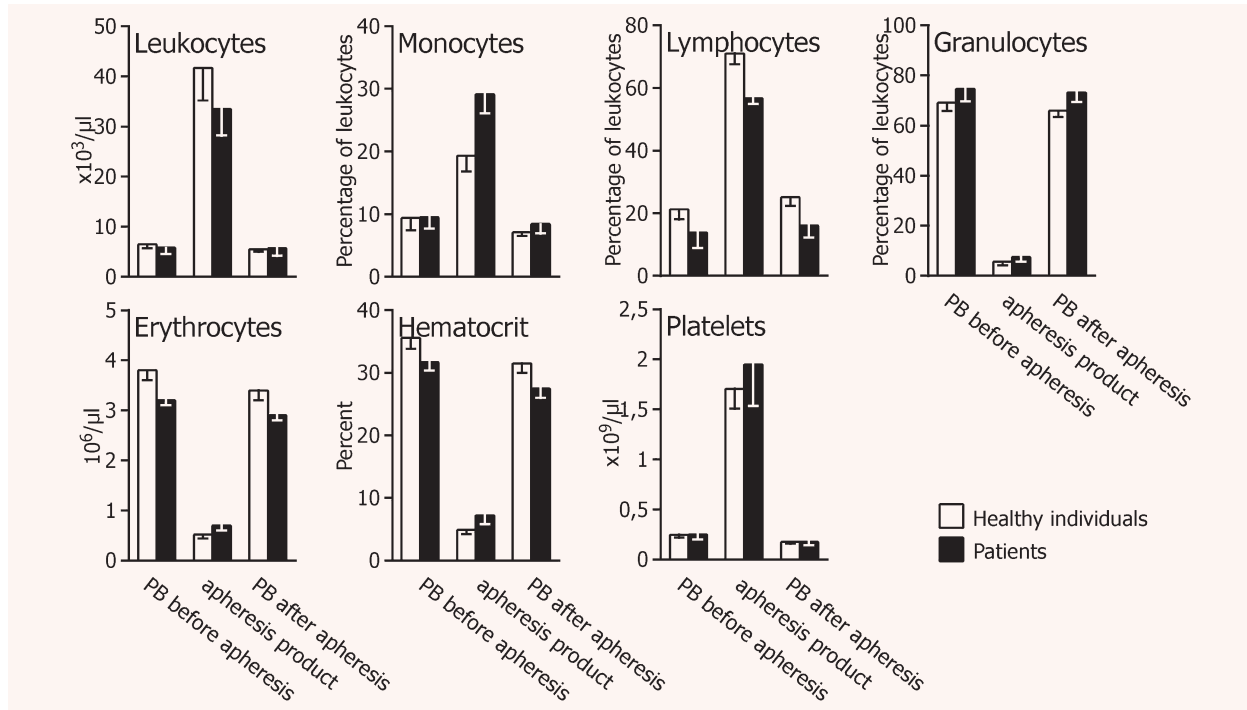 Leukocytes
x10³/µl
50
40
30
20
10
0
Monocytes
Percentage of leukocytes
40
30
20
10
0
Lymphocytes
Percentage of leukocytes
80
60
40
20
0
Granulocytes
Percentage of leukocytes
100
80
60
40
20
0
PB before apheresis
apheresis product
PB after apheresis
Erythrocytes
10⁶/µl
5
4
3
2
1
0
PB before apheresis
apheresis product
PB after apheresis
Hematocrit
Percent
40
30
20
10
0
PB before apheresis
apheresis product
PB after apheresis
Platelets
x10⁹/µl
2,5
2
1,5
1
0,5
0
PB before apheresis
apheresis product
PB after apheresis
Healthy individuals
Patients